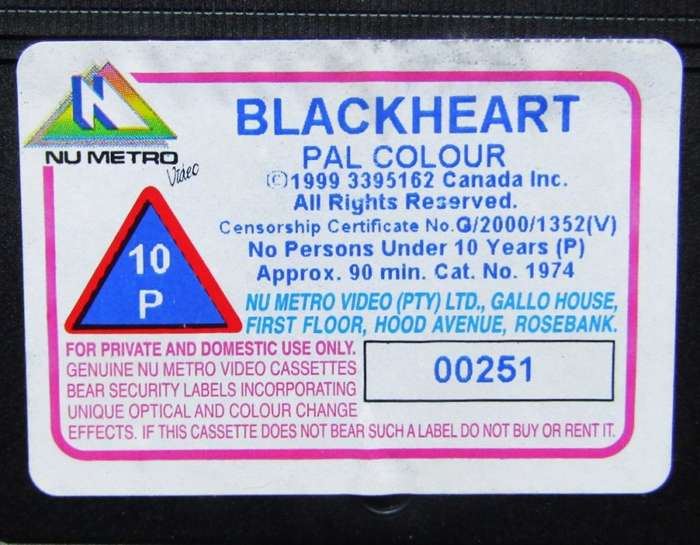 NU METRO
Video
BLACKHEART
PAL COLOUR
©1999 3395162 Canada Inc.
All Rights Reserved.
Censorship Certificate No.G/2000/1352(V)
No Persons Under 10 Years (P)
Approx. 90 min. Cat. No. 1974
10
P
NU METRO VIDEO (PTY) LTD., GALLO HOUSE,
FIRST FLOOR, HOOD AVENUE, ROSEBANK.
FOR PRIVATE AND DOMESTIC USE ONLY.
GENUINE NU METRO VIDEO CASSETTES
BEAR SECURITY LABELS INCORPORATING
UNIQUE OPTICAL AND COLOUR CHANGE
EFFECTS. IF THIS CASSETTE DOES NOT BEAR SUCH A LABEL DO NOT BUY OR RENT IT.
00251